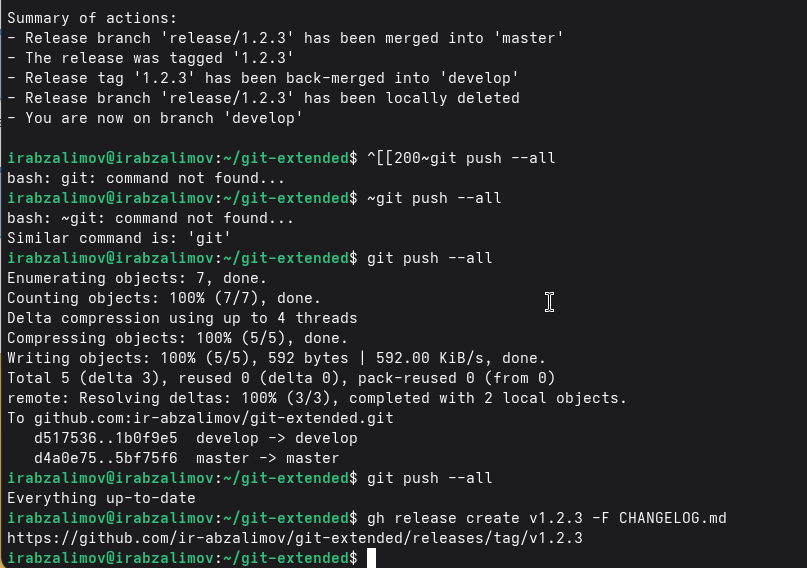 Summary of actions:
- Release branch 'release/1.2.3' has been merged into 'master'
- The release was tagged '1.2.3'
- Release tag '1.2.3' has been back-merged into 'develop'
- Release branch 'release/1.2.3' has been locally deleted
- You are now on branch 'develop'
irabzalimov@irabzalimov:~/git-extended$ ^[[200~git push --all
bash: git: command not found...
irabzalimov@irabzalimov:~/git-extended$ ~git push --all
bash: ~git: command not found...
Similar command is: 'git'
irabzalimov@irabzalimov:~/git-extended$ git push --all
Enumerating objects: 7, done.
Counting objects: 100% (7/7), done.
Delta compression using up to 4 threads
Compressing objects: 100% (5/5), done.
Writing objects: 100% (5/5), 592 bytes | 592.00 KiB/s, done.
Total 5 (delta 3), reused 0 (delta 0), pack-reused 0 (from 0)
remote: Resolving deltas: 100% (3/3), completed with 2 local objects.
To github.com:ir-abzalimov/git-extended.git
   d517536..1b0f9e5  develop -> develop
   d4a0e75..5bf75f6  master -> master
irabzalimov@irabzalimov:~/git-extended$ git push --all
Everything up-to-date
irabzalimov@irabzalimov:~/git-extended$ gh release create v1.2.3 -F CHANGELOG.md
https://github.com/ir-abzalimov/git-extended/releases/tag/v1.2.3
irabzalimov@irabzalimov:~/git-extended$